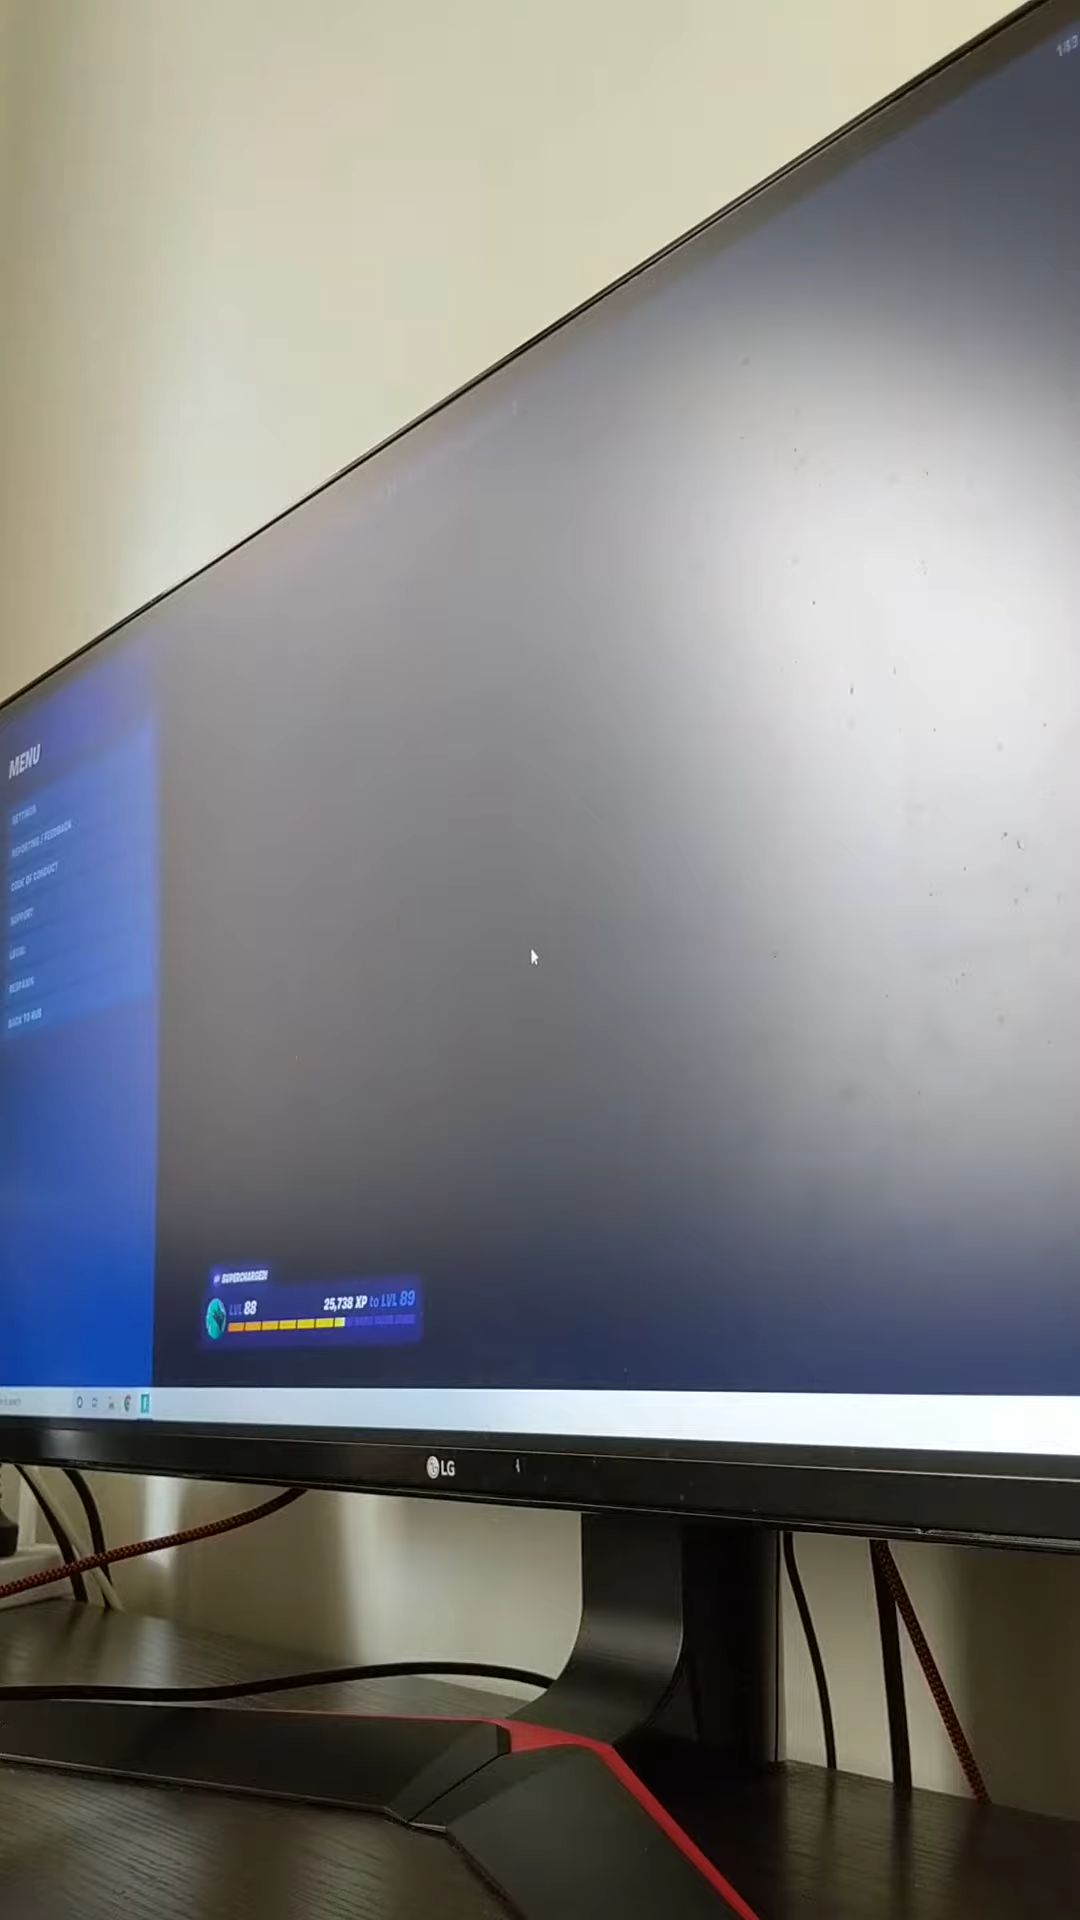 MENU
SETTINGS
REPORTING / FEEDBACK
CODE OF CONDUCT
SUPPORT
LEGAL
RESPAWN
BACK TO HUB
SUPERCHARGED!
LVL 88
25,738 XP to LVL 89
LG